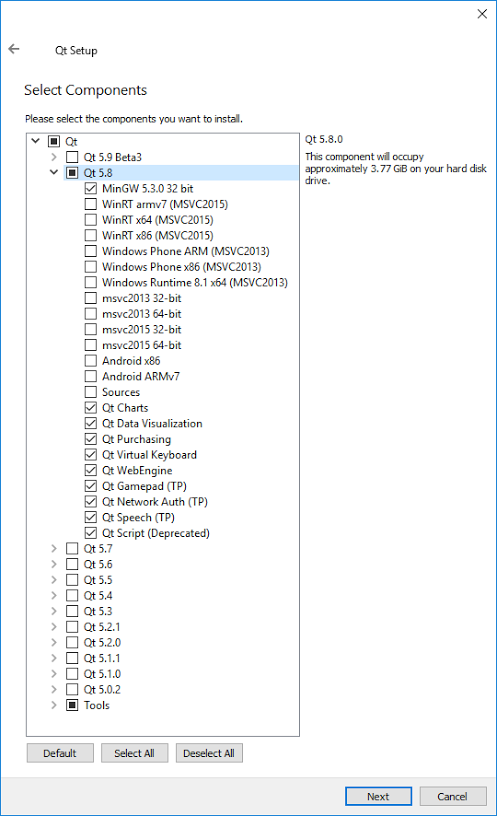 Qt Setup
Select Components
Please select the components you want to install.
Qt
Qt 5.9 Beta3
Qt 5.8
MinGW 5.3.0 32 bit
WinRT armv7 (MSVC2015)
WinRT x64 (MSVC2015)
WinRT x86 (MSVC2015)
Windows Phone ARM (MSVC2013)
Windows Phone x86 (MSVC2013)
Windows Runtime 8.1 x64 (MSVC2013)
msvc2013 32-bit
msvc2013 64-bit
msvc2015 32-bit
msvc2015 64-bit
Android x86
Android ARMv7
Sources
Qt Charts
Qt Data Visualization
Qt Purchasing
Qt Virtual Keyboard
Qt WebEngine
Qt Gamepad (TP)
Qt Network Auth (TP)
Qt Speech (TP)
Qt Script (Deprecated)
Qt 5.7
Qt 5.6
Qt 5.5
Qt 5.4
Qt 5.3
Qt 5.2.1
Qt 5.2.0
Qt 5.1.1
Qt 5.1.0
Qt 5.0.2
Tools
Qt 5.8.0
This component will occupy
approximately 3.77 GiB on your hard disk
drive.
Default
Select All
Deselect All
Next
Cancel